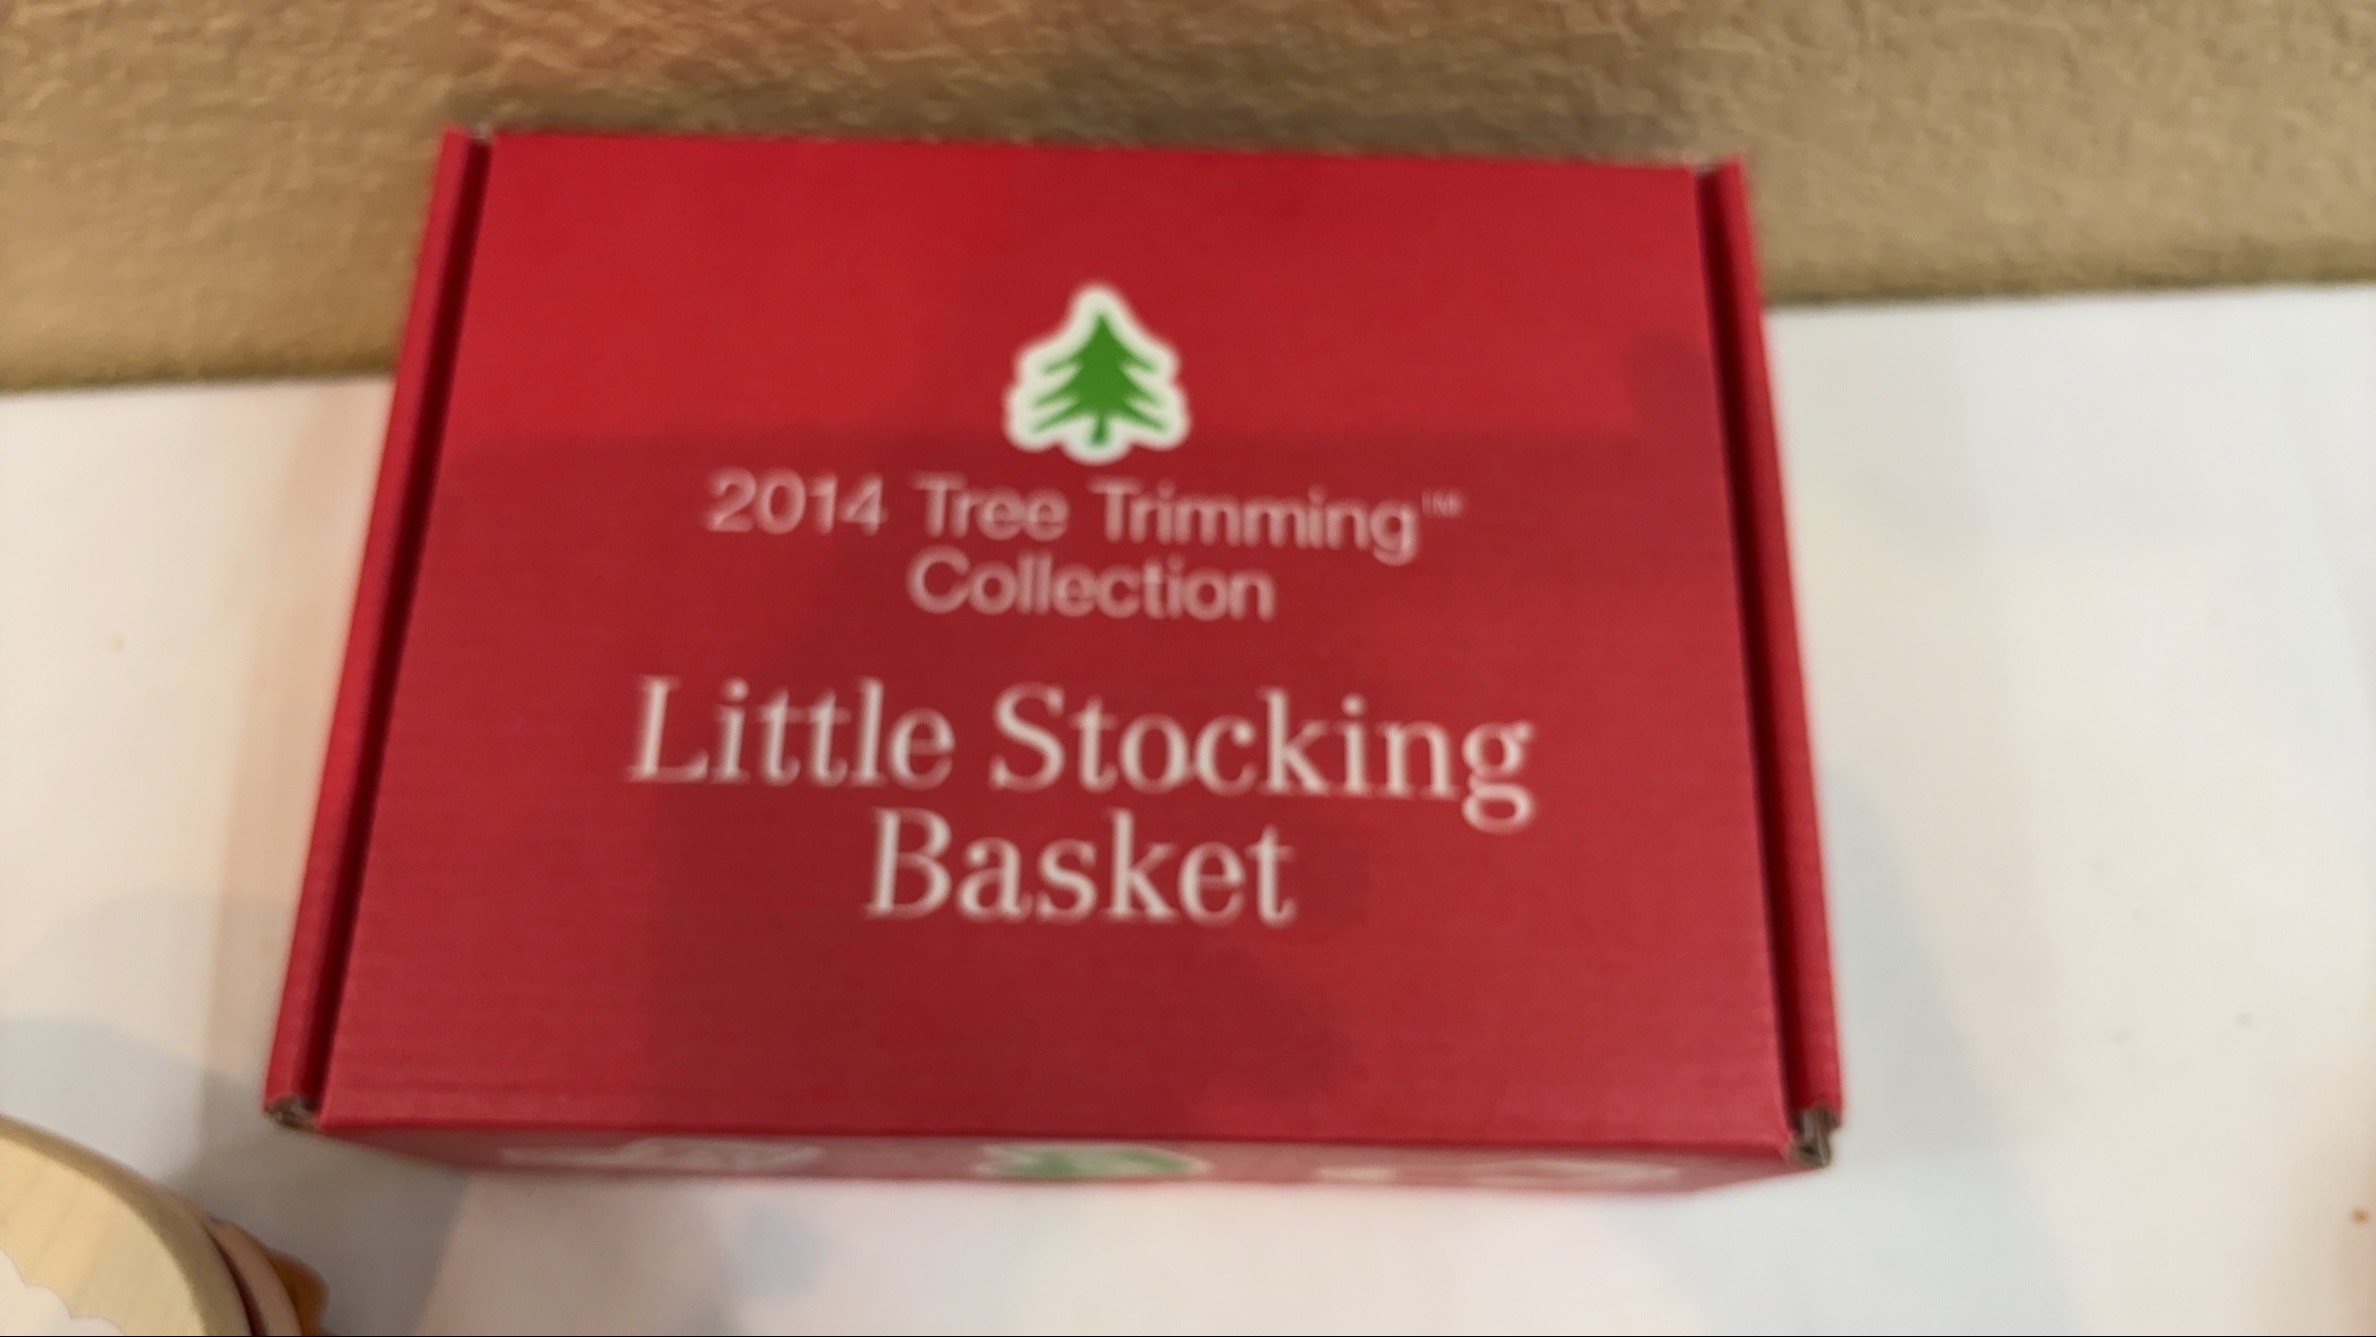 2014 Tree Trimming™
Collection
Little Stocking
Basket